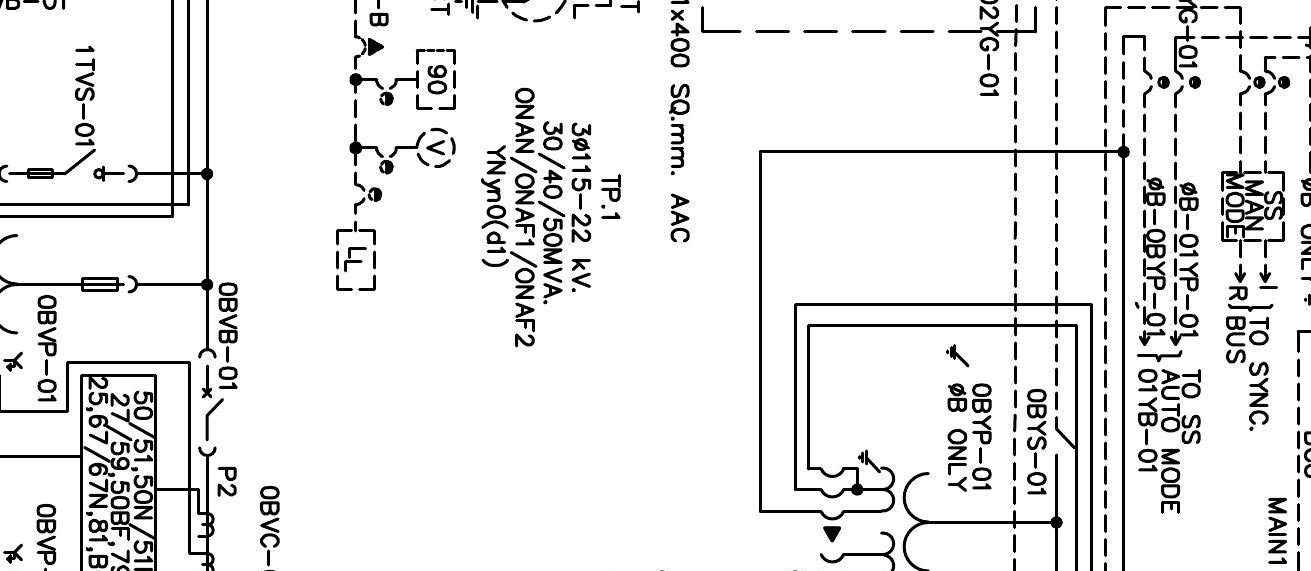 ØB ONLY
MAIN1
SS
MAN
MODE
I
R
TO SYNC.
BUS
YG-01
ØB-01YP-01
ØB-0BYP-01
TO SS
AUTO MODE
01YB-01
0BYS-01
02YG-01
0BYP-01
ØB ONLY
1x400 SQ.mm. AAC
TP.1
3ø115-22 kV.
30/40/50MVA.
ONAN/ONAF1/ONAF2
YNyn0(d1)
90
V
-B
LL
0BVC-
0BVB-01
P2
1TVS-01
50/51,50N/51
27/59,50BF,79
25,67/67N,81,B
0BVP-01
0BVP-
VB-01